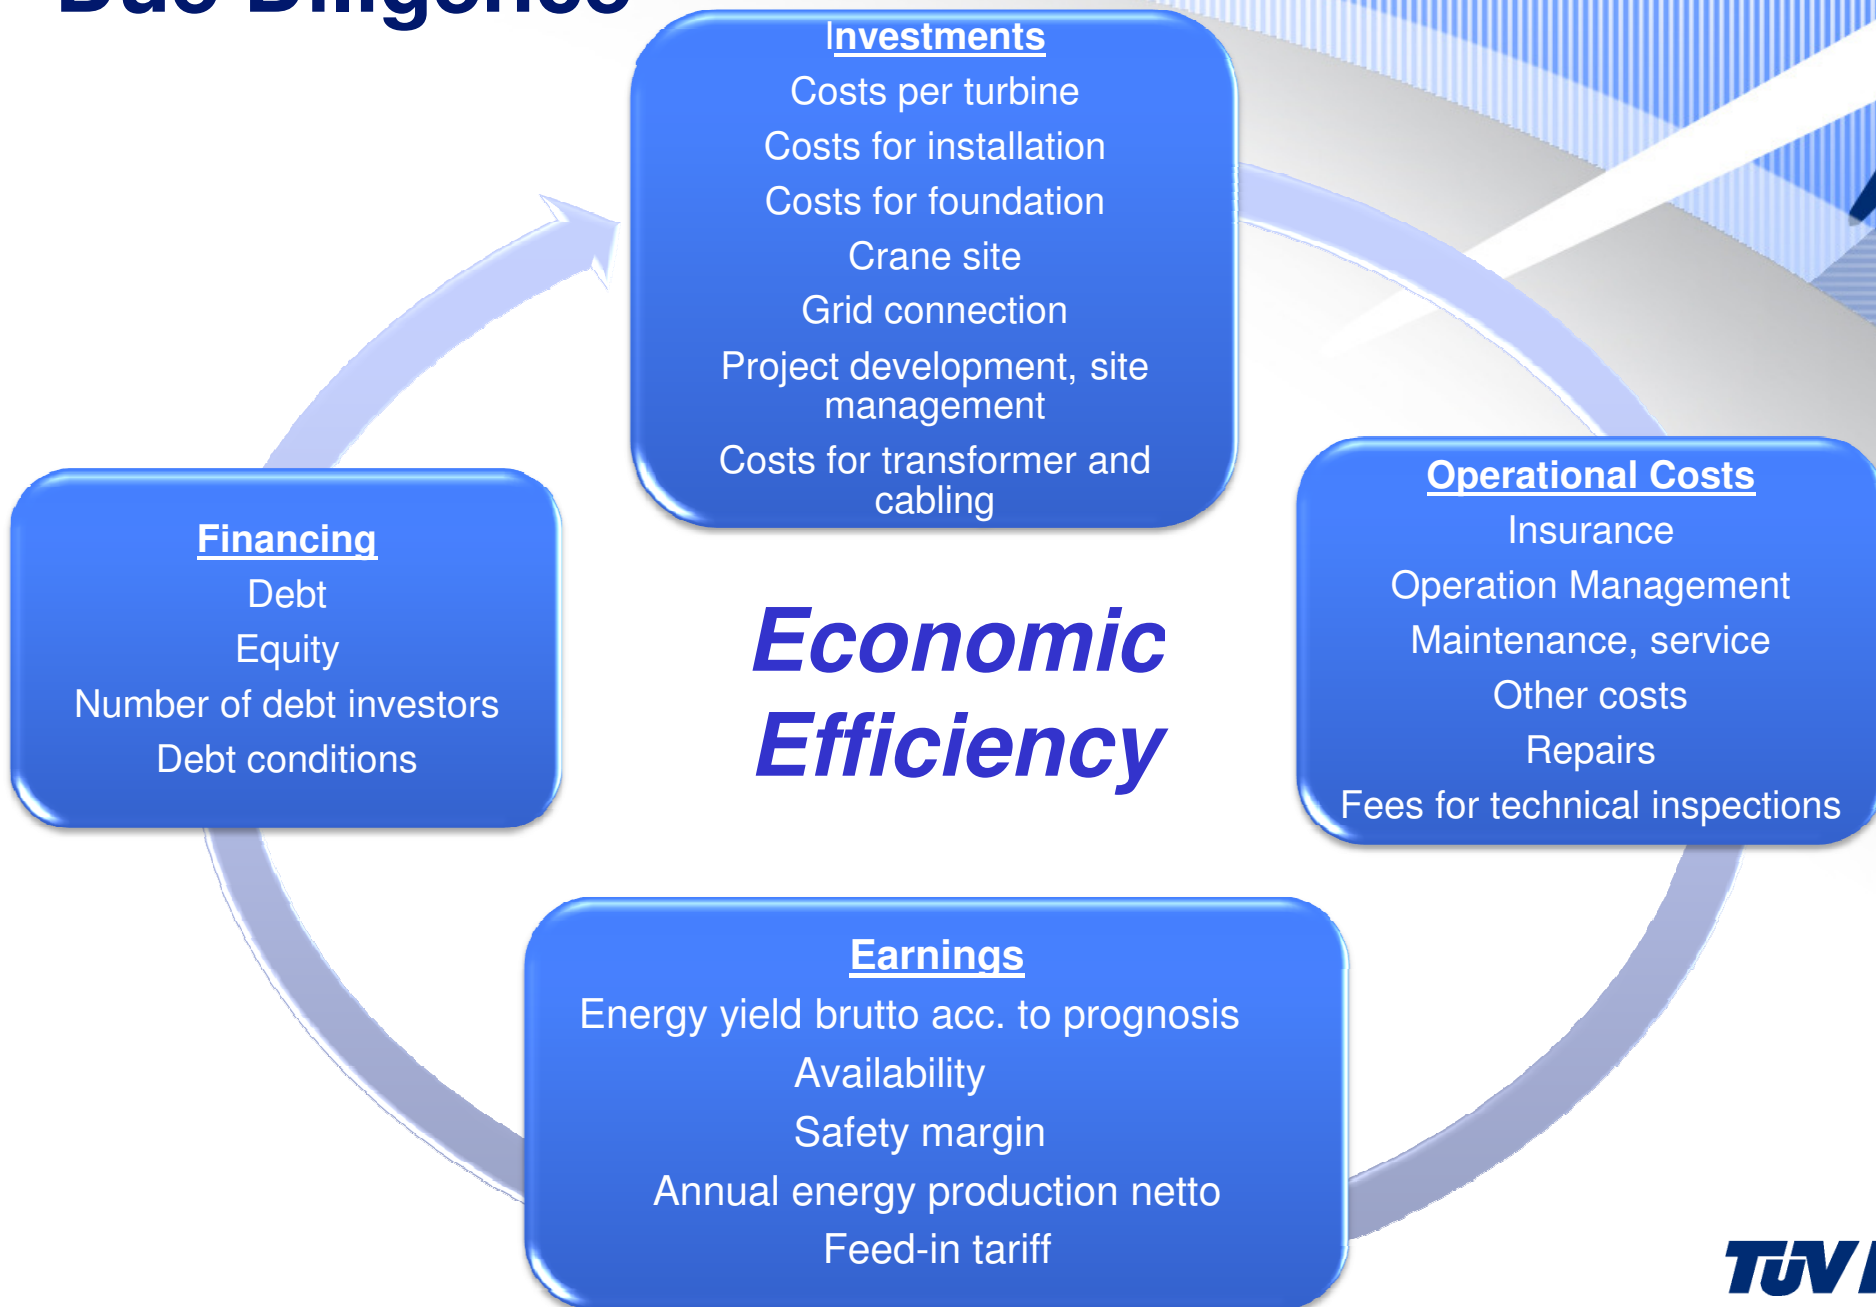 Due Diligence
Investments
Costs per turbine
Costs for installation
Costs for foundation
Crane site
Grid connection
Project development, site
management
Costs for transformer and
cabling
Operational Costs
Insurance
Operation Management
Maintenance, service
Other costs
Repairs
Fees for technical inspections
Earnings
Energy yield brutto acc. to prognosis
Availability
Safety margin
Annual energy production netto
Feed-in tariff
Financing
Debt
Equity
Number of debt investors
Debt conditions
Economic
Efficiency
TÜV